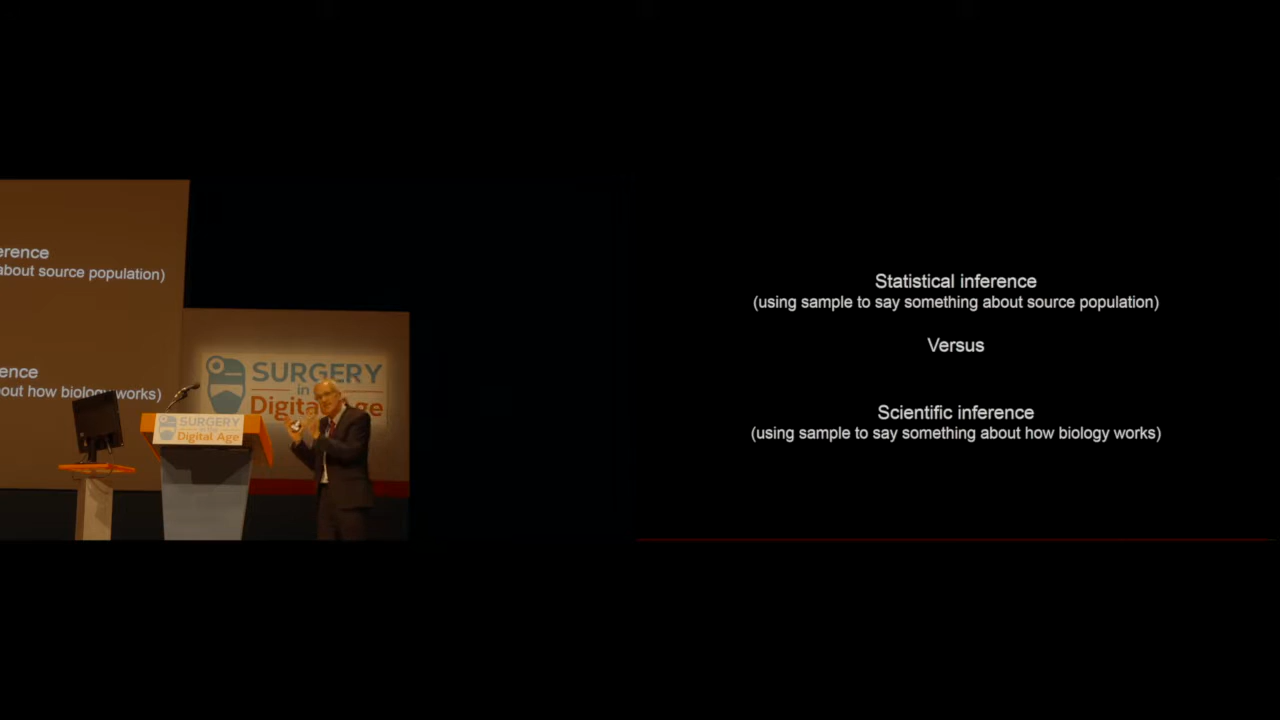 erence
about source population)
ence
out how biology works)
SURGERY
in
Digital Age
SURGERY
Digital Age
Statistical inference
(using sample to say something about source population)
Versus
Scientific inference
(using sample to say something about how biology works)